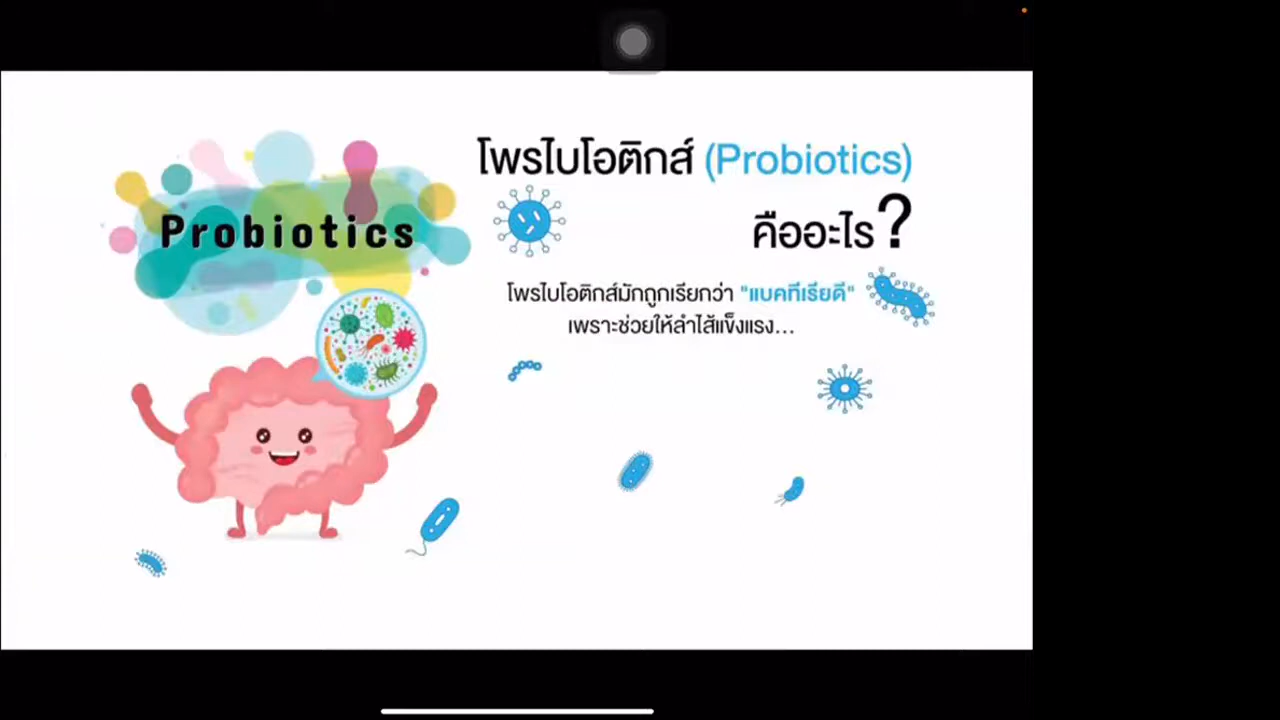 Probiotics
โพรไบโอติกส์ (Probiotics)
คืออะไร?
โพรไบโอติกส์มักถูกเรียกว่า "แบคทีเรียดี"
เพราะช่วยให้ลำไส้แข็งแรง...